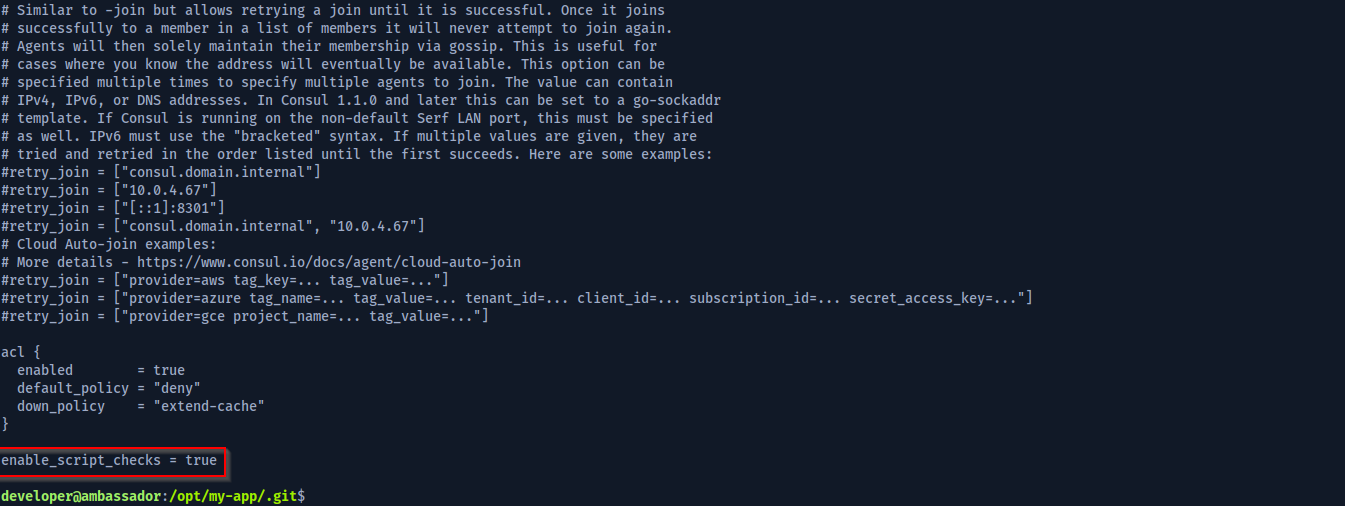 # Similar to -join but allows retrying a join until it is successful. Once it joins
# successfully to a member in a list of members it will never attempt to join again.
# Agents will then solely maintain their membership via gossip. This is useful for
# cases where you know the address will eventually be available. This option can be
# specified multiple times to specify multiple agents to join. The value can contain
# IPv4, IPv6, or DNS addresses. In Consul 1.1.0 and later this can be set to a go-sockaddr
# template. If Consul is running on the non-default Serf LAN port, this must be specified
# as well. IPv6 must use the "bracketed" syntax. If multiple values are given, they are
# tried and retried in the order listed until the first succeeds. Here are some examples:
#retry_join = ["consul.domain.internal"]
#retry_join = ["10.0.4.67"]
#retry_join = ["[::1]:8301"]
#retry_join = ["consul.domain.internal", "10.0.4.67"]
# Cloud Auto-join examples:
# More details - https://www.consul.io/docs/agent/cloud-auto-join
#retry_join = ["provider=aws tag_key=... tag_value=..."]
#retry_join = ["provider=azure tag_name=... tag_value=... tenant_id=... client_id=... subscription_id=... secret_access_key=..."]
#retry_join = ["provider=gce project_name=... tag_value=..."]

acl {
  enabled        = true
  default_policy = "deny"
  down_policy    = "extend-cache"
}

enable_script_checks = true

developer@ambassador:/opt/my-app/.git$